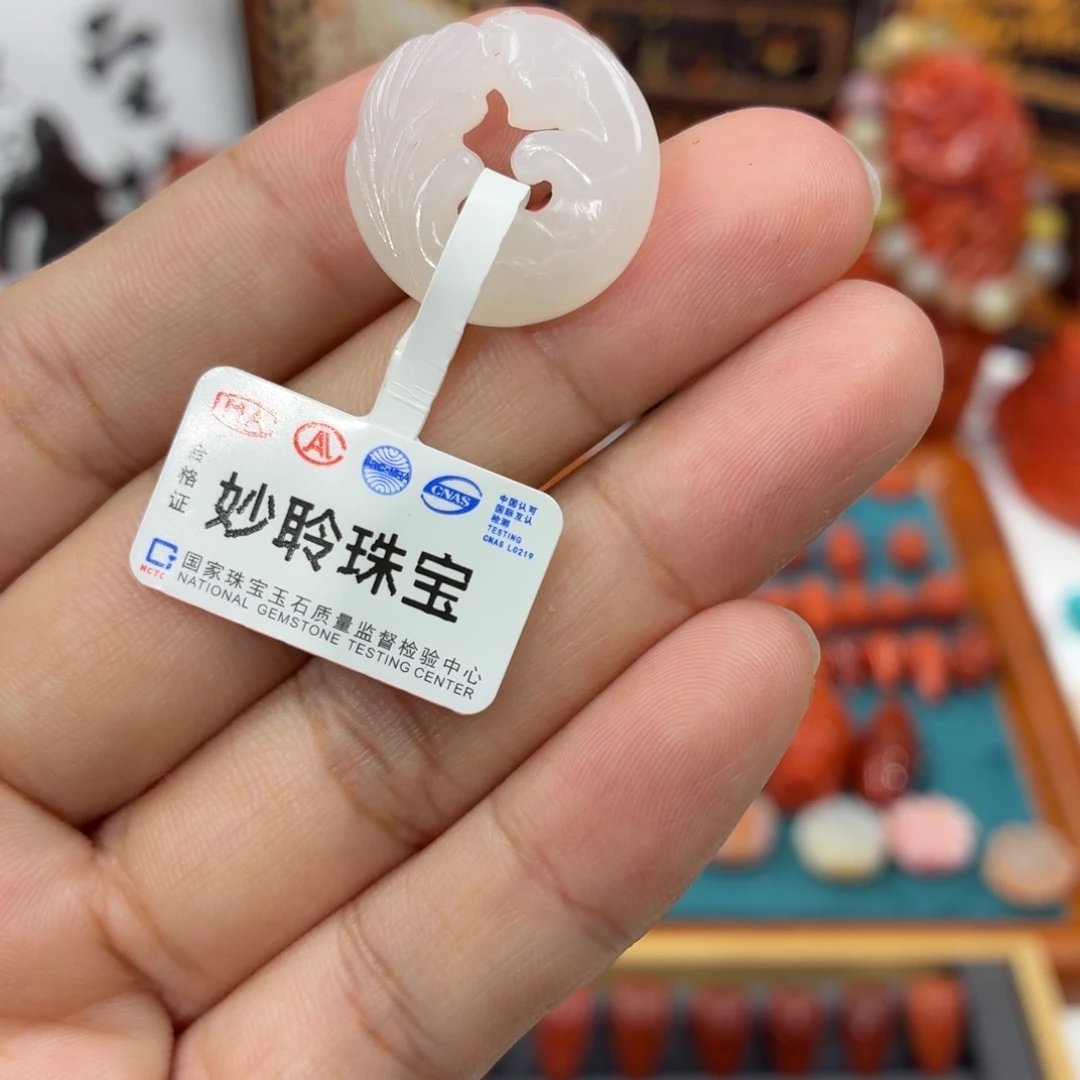 合格证
CNAS
中国认可
国际互认
检测
TESTING
CNAS L0219
妙聆珠宝
NCTC
国家珠宝玉石质量监督检验中心
NATIONAL GEMSTONE TESTING CENTER